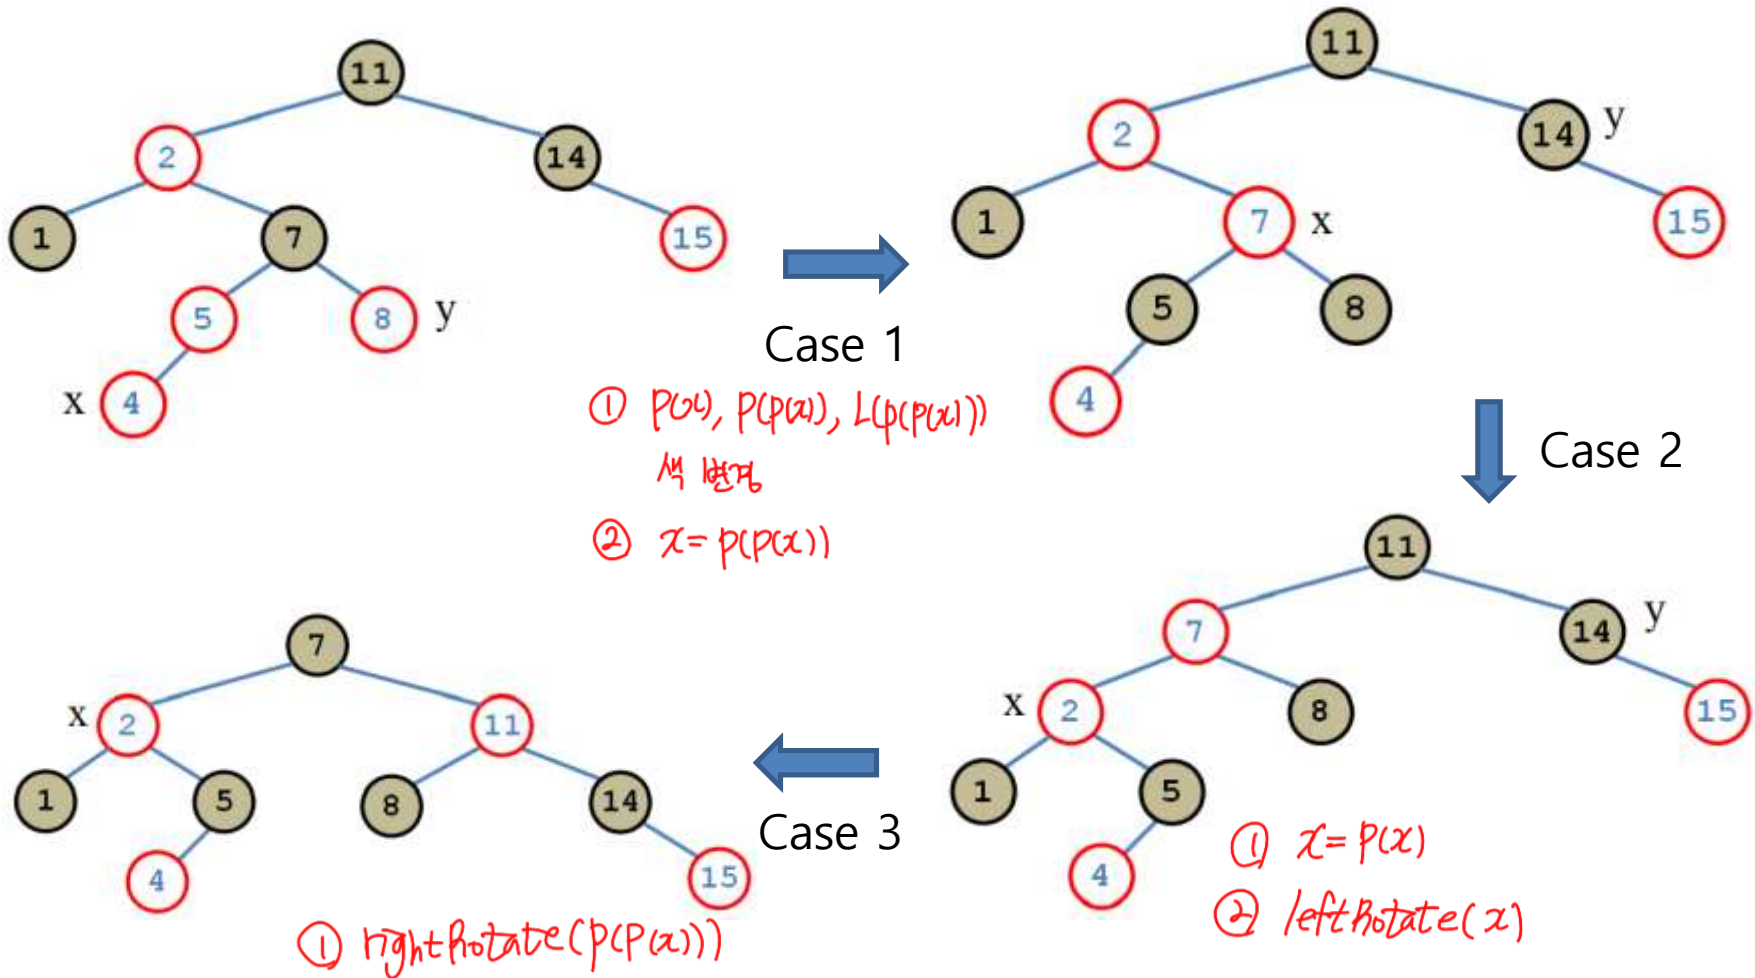 11
2
14
1
7
15
5
8
y
x
4
Case 1
① p(x), p(p(x)), L(p(p(x)))
색 변경
② x = p(p(x))
11
2
14
y
1
7
x
15
5
8
4
Case 2
11
7
14
y
x
2
8
15
1
5
4
① x = p(x)
② leftRotate(x)
Case 3
7
x
2
11
1
5
8
14
4
15
① rightRotate(p(p(x)))